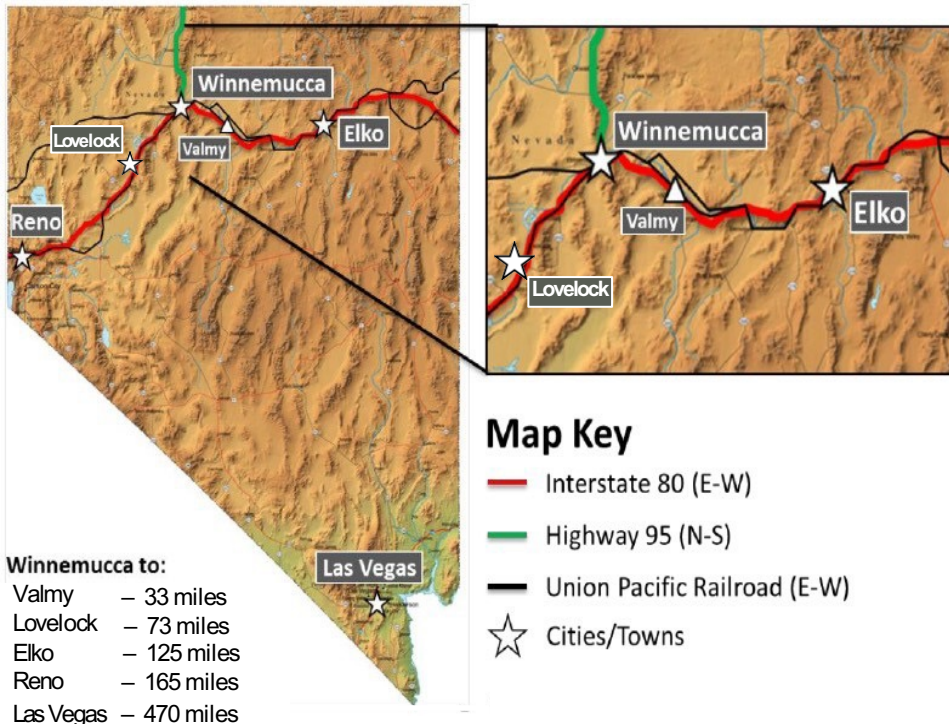 Winnemucca
Nevada
Lovelock
Valmy
Elko
Reno
Las Vegas
Winnemucca to:
Valmy – 33 miles
Lovelock – 73 miles
Elko – 125 miles
Reno – 165 miles
Las Vegas – 470 miles
Nevada
Winnemucca
Valmy
Elko
Lovelock
Map Key
Interstate 80 (E-W)
Highway 95 (N-S)
Union Pacific Railroad (E-W)
Cities/Towns